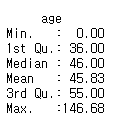 age
Min.   :  0.00
1st Qu.: 36.00
Median : 46.00
Mean   : 45.83
3rd Qu.: 55.00
Max.   :146.68